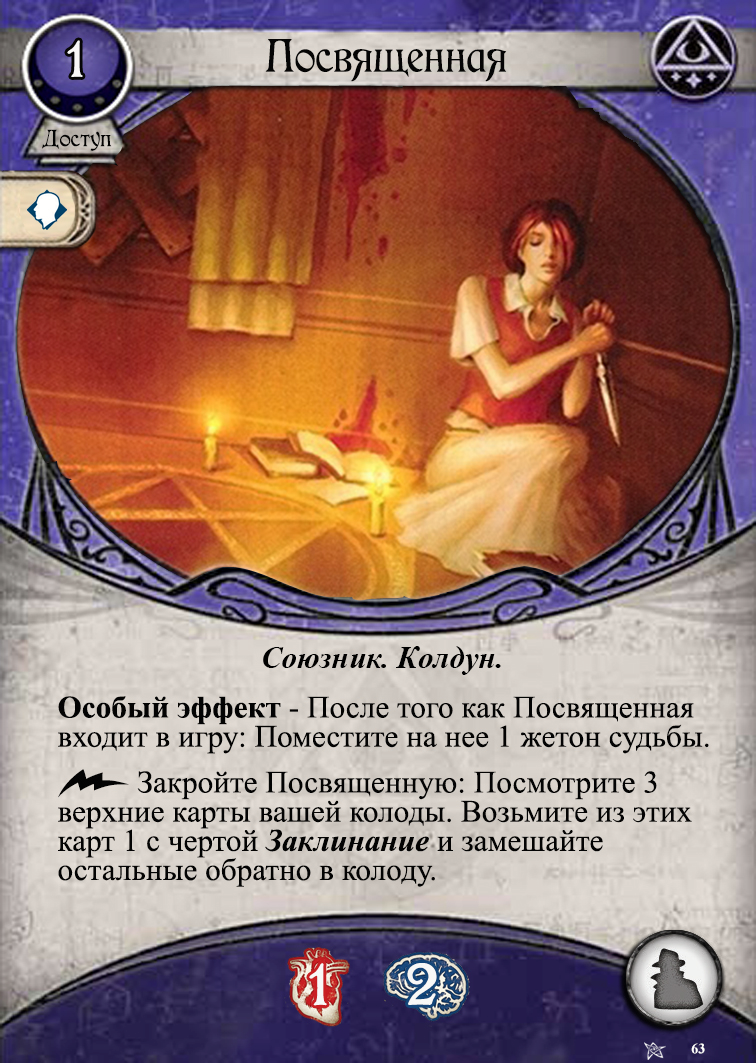 1
Посвященная
Доступ
Союзник. Колдун.
Особый эффект - После того как Посвященная
входит в игру: Поместите на нее 1 жетон судьбы.
Закройте Посвященную: Посмотрите 3
верхние карты вашей колоды. Возьмите из этих
карт 1 с чертой Заклинание и замешайте
остальные обратно в колоду.
1 2
63